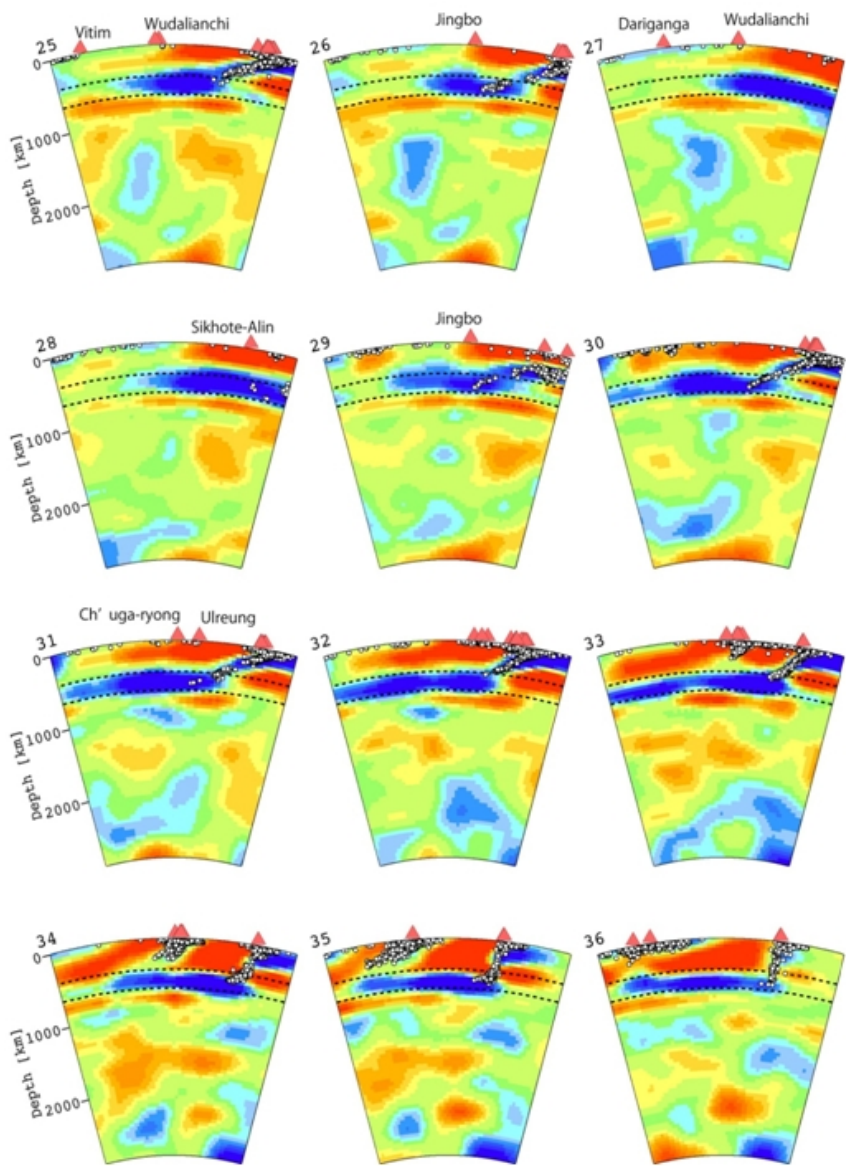 Vitim Wudalianchi
Jingbo
Dariganga Wudalianchi
25
26
27
0
1000
2000
Depth [km]
Sikhote-Alin
Jingbo
28
29
30
0
1000
2000
Depth [km]
Ch' uga-ryong Ulreung
31
32
33
0
1000
2000
Depth [km]
34
35
36
0
1000
2000
Depth [km]